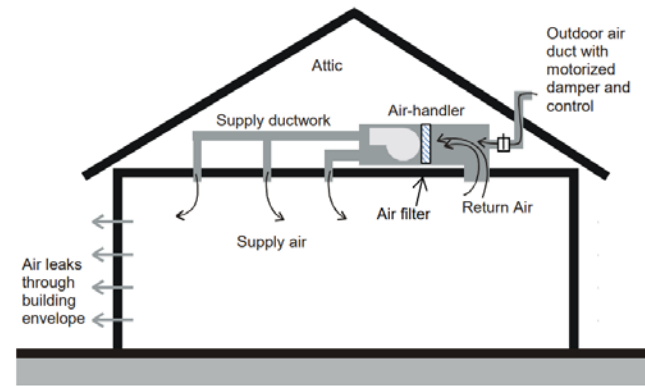 Outdoor air
duct with
motorized
damper and
control
Attic
Air-handler
Supply ductwork
Air filter
Return Air
Supply air
Air leaks
through
building
envelope